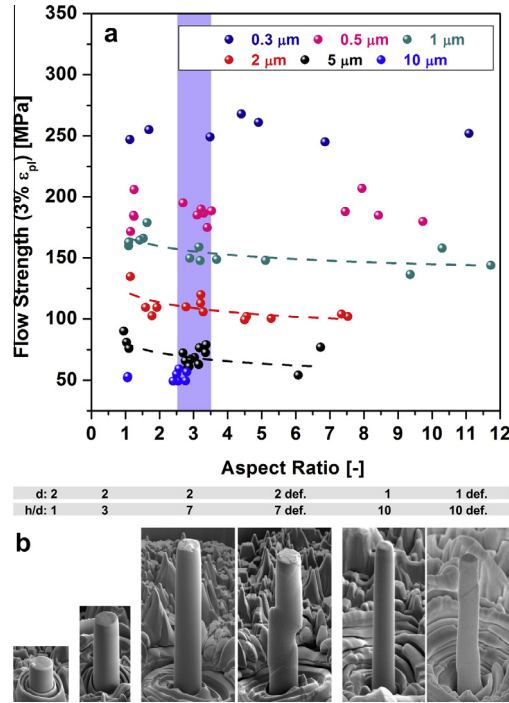 a
0.3 μm 0.5 μm 1 μm
2 μm 5 μm 10 μm
Flow Strength (3% ε_pl) [MPa]
350
300
250
200
150
100
50
0 1 2 3 4 5 6 7 8 9 10 11 12
Aspect Ratio [-]
d: 2 2 2 2 def. 1 1 def.
h/d: 1 3 7 7 def. 10 10 def.
b